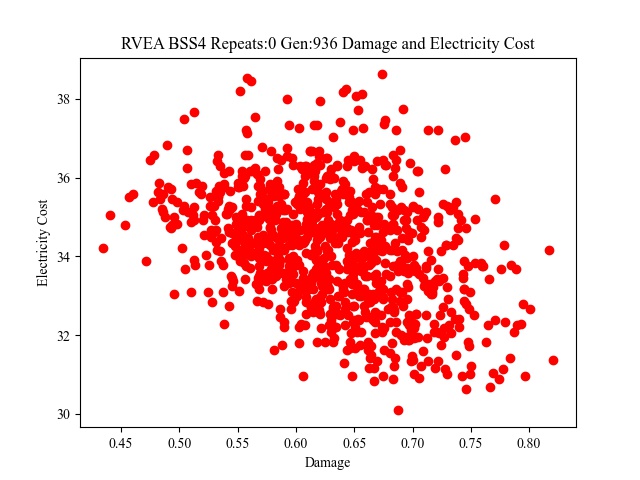 RVEA BSS4 Repeats:0 Gen:936 Damage and Electricity Cost
38
36
34
32
30
Electricity Cost
0.45 0.50 0.55 0.60 0.65 0.70 0.75 0.80
Damage